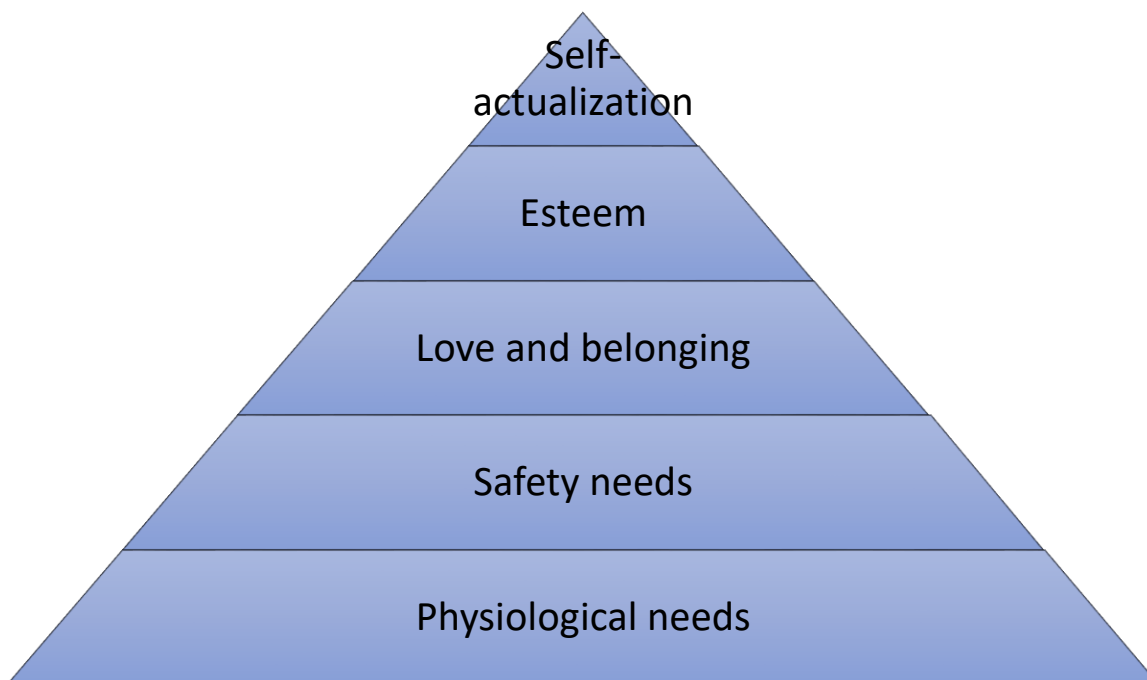 Self-
actualization
Esteem
Love and belonging
Safety needs
Physiological needs